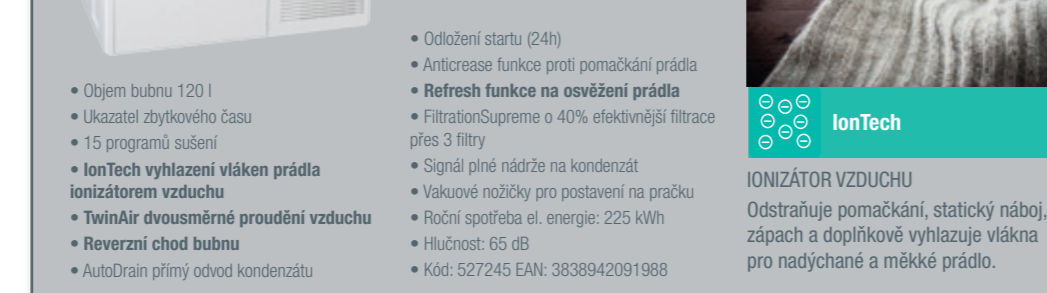 • Objem bubnu 120 l
• Ukazatel zbytkového času
• 15 programů sušení
• IonTech vyhlazení vláken prádla
ionizátorem vzduchu
• TwinAir dvousměrné proudění vzduchu
• Reverzní chod bubnu
• AutoDrain přímý odvod kondenzátu
• Odložení startu (24h)
• Anticrease funkce proti pomačkání prádla
• Refresh funkce na osvěžení prádla
• FiltrationSupreme o 40% efektivnější filtrace
přes 3 filtry
• Signál plné nádrže na kondenzát
• Vakuové nožičky pro postavení na pračku
• Roční spotřeba el. energie: 225 kWh
• Hlučnost: 65 dB
• Kód: 527245 EAN: 3838942091988
IonTech
IONIZÁTOR VZDUCHU
Odstraňuje pomačkání, statický náboj,
zápach a doplňkově vyhlazuje vlákna
pro nadýchané a měkké prádlo.